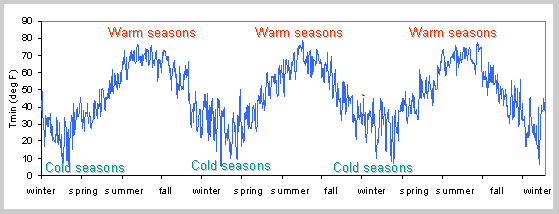 90
Warm seasons Warm seasons Warm seasons
80
70
60
50
40
30
20
10
0
Tmin (deg F)
Cold seasons Cold seasons Cold seasons
winter spring summer fall winter spring summer fall winter spring summer fall winter